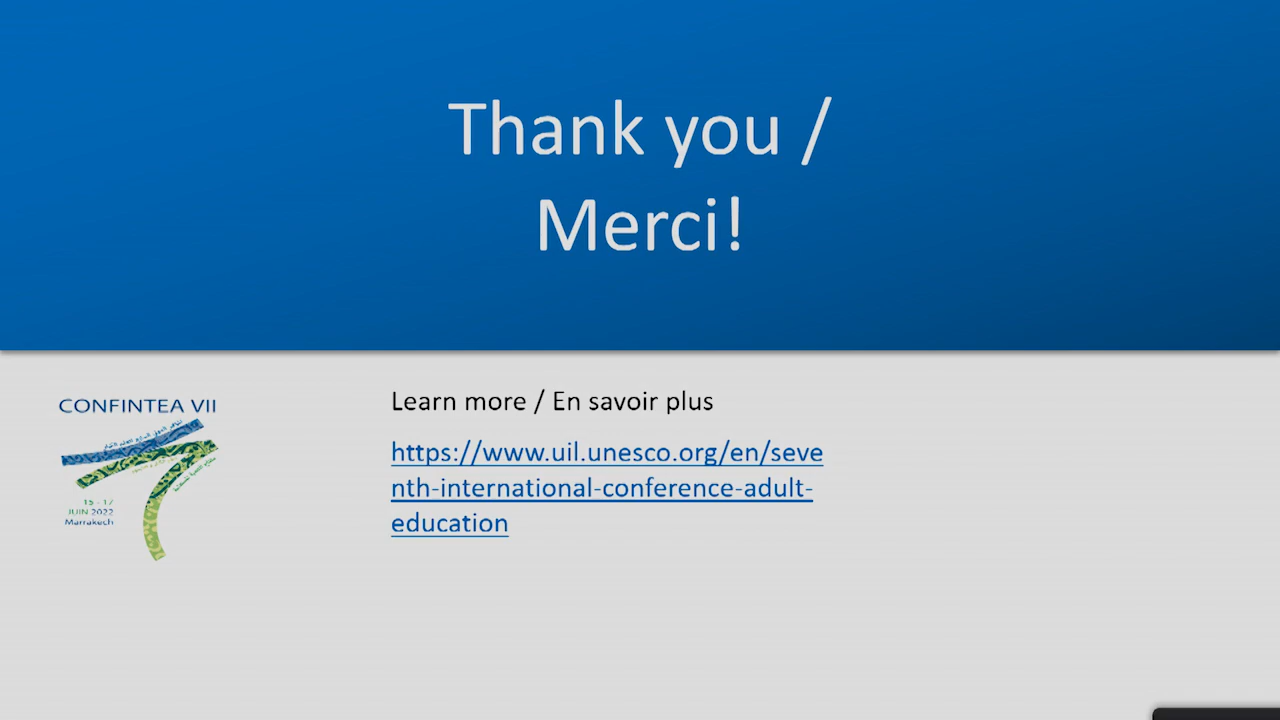 Thank you /
Merci!
CONFINTEA VII
15 - 17
JUIN 2022
Marrakech
Learn more / En savoir plus
https://www.uil.unesco.org/en/seve
nth-international-conference-adult-
education